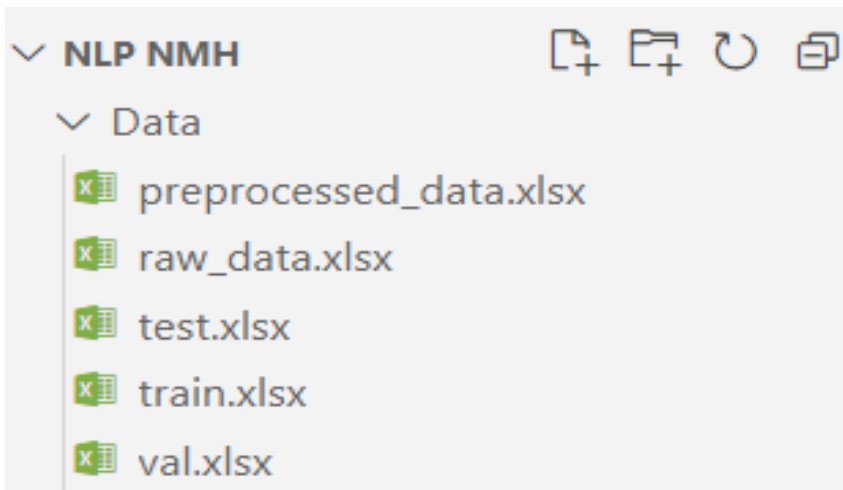 NLP NMH
Data
preprocessed_data.xlsx
raw_data.xlsx
test.xlsx
train.xlsx
val.xlsx